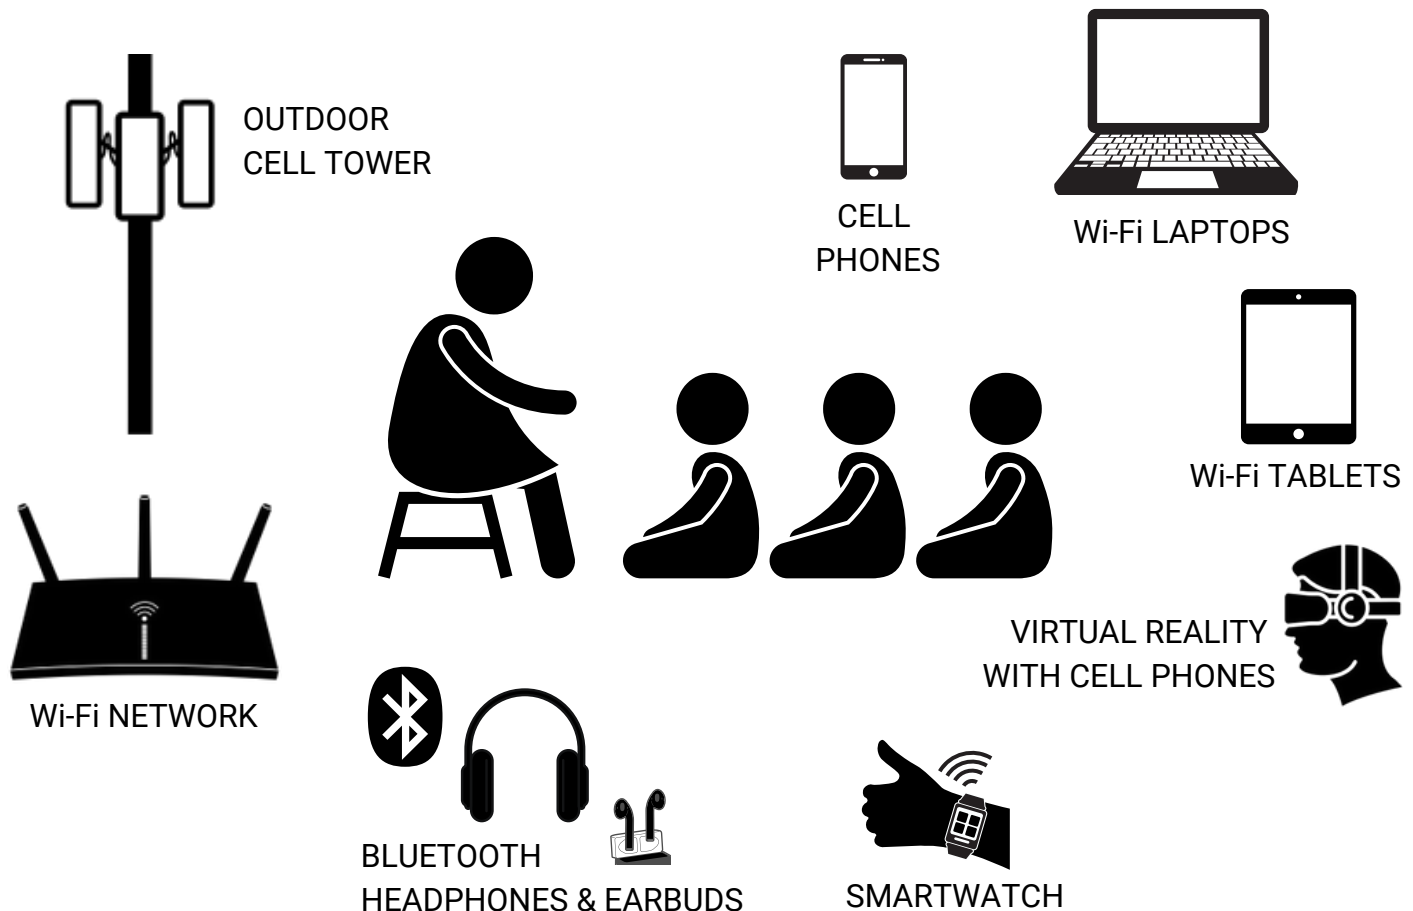 OUTDOOR
CELL TOWER
CELL
PHONES
Wi-Fi LAPTOPS
Wi-Fi TABLETS
VIRTUAL REALITY
WITH CELL PHONES
Wi-Fi NETWORK
BLUETOOTH
HEADPHONES & EARBUDS
SMARTWATCH